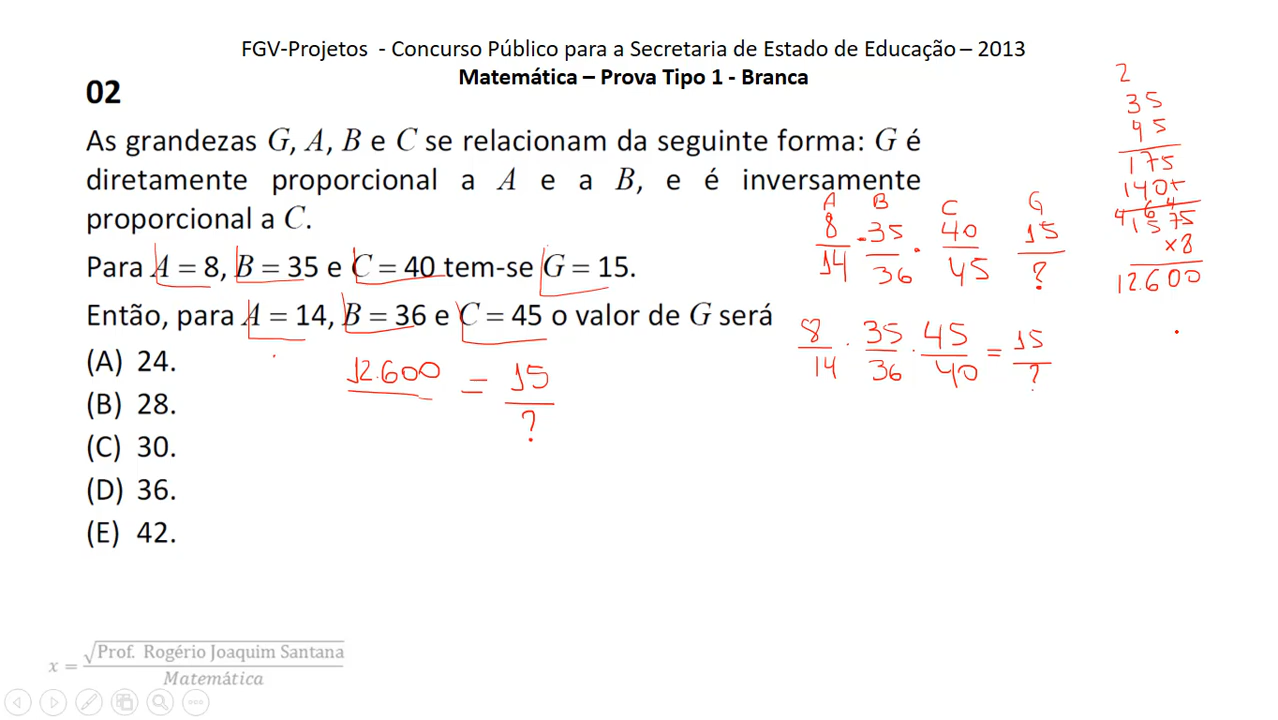 FGV-Projetos - Concurso Público para a Secretaria de Estado de Educação – 2013
Matemática – Prova Tipo 1 - Branca
02
As grandezas G, A, B e C se relacionam da seguinte forma: G é
diretamente proporcional a A e a B, e é inversamente
proporcional a C.
Para A = 8, B = 35 e C = 40 tem-se G = 15.
Então, para A = 14, B = 36 e C = 45 o valor de G será
(A) 24.
(B) 28.
(C) 30.
(D) 36.
(E) 42.
12.600 = 15/?
A B C G
8/14 · 35/36 · 40/45 15/?
8/14 · 35/36 · 45/40 = 15/?
2
35
45
175
140+
4 6 4
1575
×8
12.600
x = √Prof. Rogério Joaquim Santana
Matemática